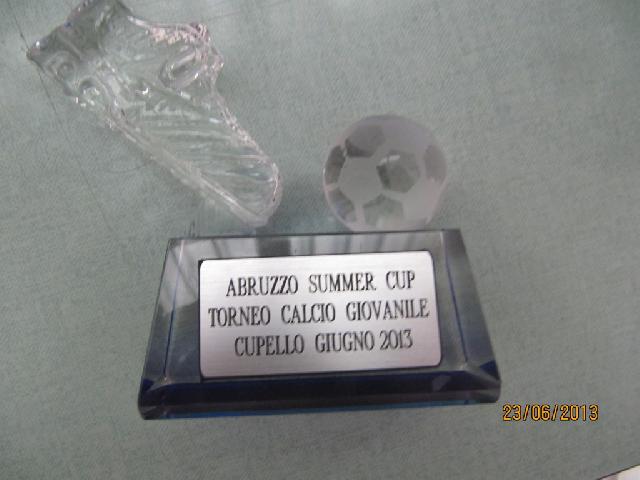 ABRUZZO SUMMER CUP
TORNEO CALCIO GIOVANILE
CUPELLO GIUGNO 2013
23/06/2013